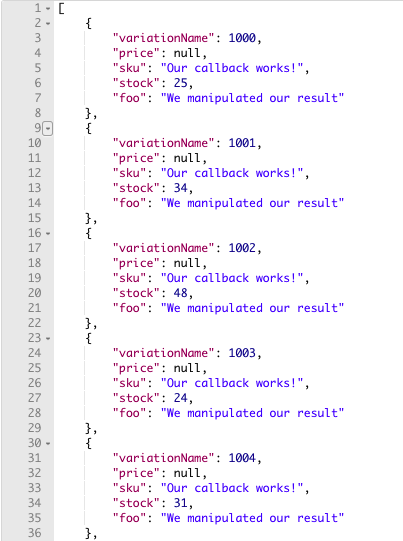 1 [
2 {
3 "variationName": 1000,
4 "price": null,
5 "sku": "Our callback works!",
6 "stock": 25,
7 "foo": "We manipulated our result"
8 },
9 {
10 "variationName": 1001,
11 "price": null,
12 "sku": "Our callback works!",
13 "stock": 34,
14 "foo": "We manipulated our result"
15 },
16 {
17 "variationName": 1002,
18 "price": null,
19 "sku": "Our callback works!",
20 "stock": 48,
21 "foo": "We manipulated our result"
22 },
23 {
24 "variationName": 1003,
25 "price": null,
26 "sku": "Our callback works!",
27 "stock": 24,
28 "foo": "We manipulated our result"
29 },
30 {
31 "variationName": 1004,
32 "price": null,
33 "sku": "Our callback works!",
34 "stock": 31,
35 "foo": "We manipulated our result"
36 },